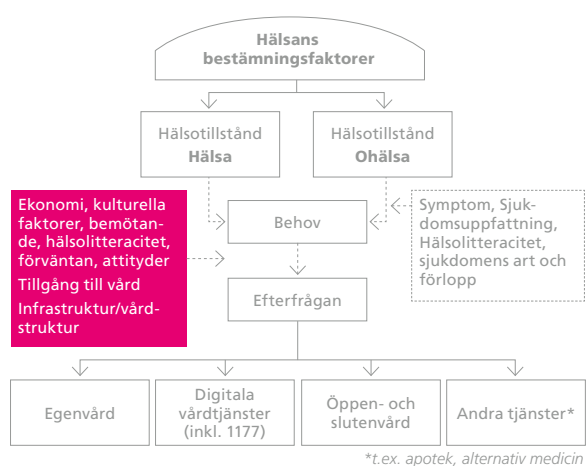 Hälsans
bestämningsfaktorer
Hälsotillstånd
Hälsa
Hälsotillstånd
Ohälsa
Ekonomi, kulturella
faktorer, bemötan-
de, hälsolitteracitet,
förväntan, attityder
Tillgång till vård
Infrastruktur/vård-
struktur
Behov
Symptom, Sjuk-
domsuppfattning,
Hälsolitteracitet,
sjukdomens art och
förlopp
Efterfrågan
Egenvård
Digitala
vårdtjänster
(inkl. 1177)
Öppen- och
slutenvård
Andra tjänster*
*t.ex. apotek, alternativ medicin